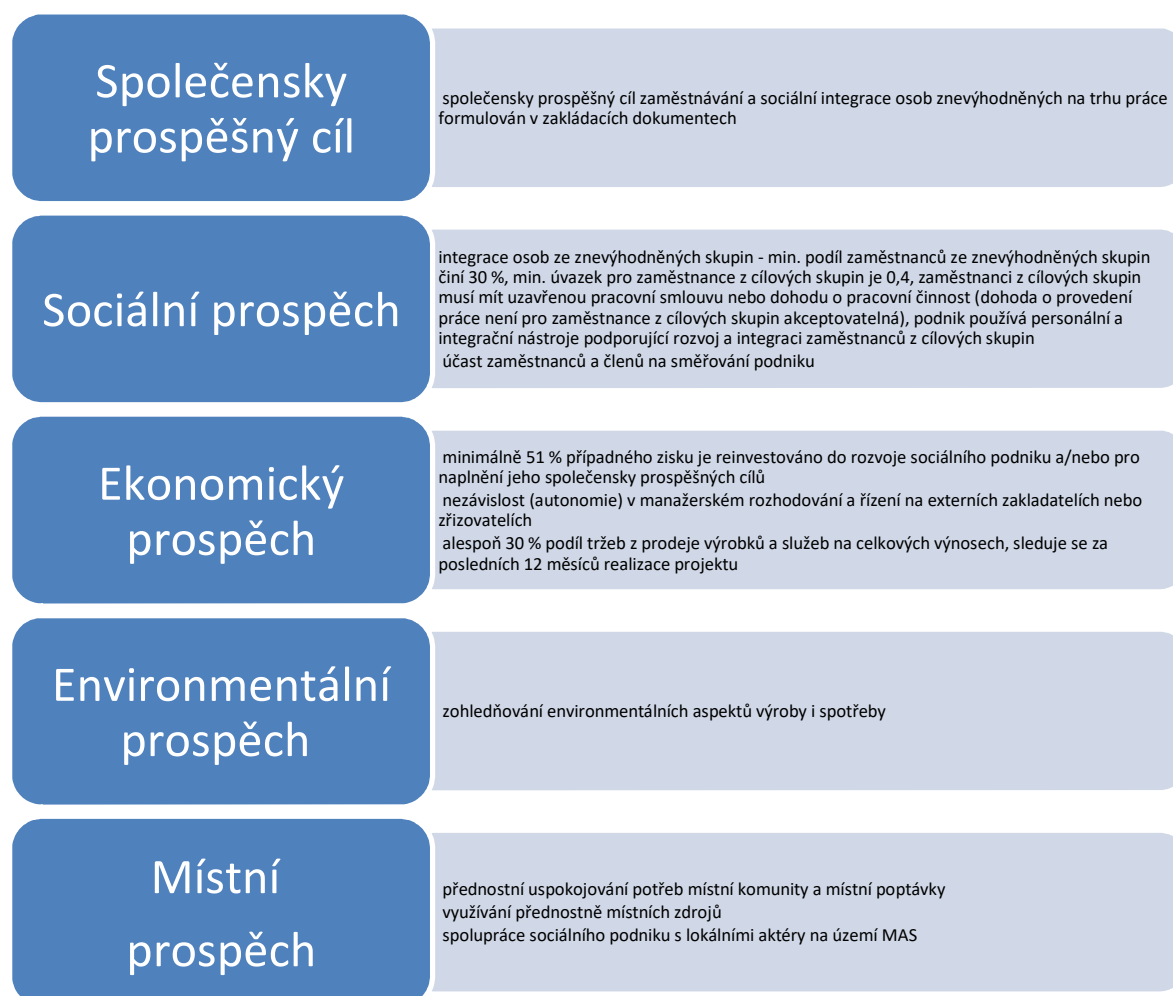 Společensky
prospěšný cíl
společensky prospěšný cíl zaměstnávání a sociální integrace osob znevýhodněných na trhu práce
formulován v zakládacích dokumentech
Sociální prospěch
integrace osob ze znevýhodněných skupin - min. podíl zaměstnanců ze znevýhodněných skupin
činí 30 %, min. úvazek pro zaměstnance z cílových skupin je 0,4, zaměstnanci z cílových skupin
musí mít uzavřenou pracovní smlouvu nebo dohodu o pracovní činnost (dohoda o provedení
práce není pro zaměstnance z cílových skupin akceptovatelná), podnik používá personální a
integrační nástroje podporující rozvoj a integraci zaměstnanců z cílových skupin
účast zaměstnanců a členů na směřování podniku
Ekonomický
prospěch
minimálně 51 % případného zisku je reinvestováno do rozvoje sociálního podniku a/nebo pro
naplnění jeho společensky prospěšných cílů
nezávislost (autonomie) v manažerském rozhodování a řízení na externích zakladatelích nebo
zřizovatelích
alespoň 30 % podíl tržeb z prodeje výrobků a služeb na celkových výnosech, sleduje se za
posledních 12 měsíců realizace projektu
Environmentální
prospěch
zohledňování environmentálních aspektů výroby i spotřeby
Místní
prospěch
přednostní uspokojování potřeb místní komunity a místní poptávky
využívání přednostně místních zdrojů
spolupráce sociálního podniku s lokálními aktéry na území MAS